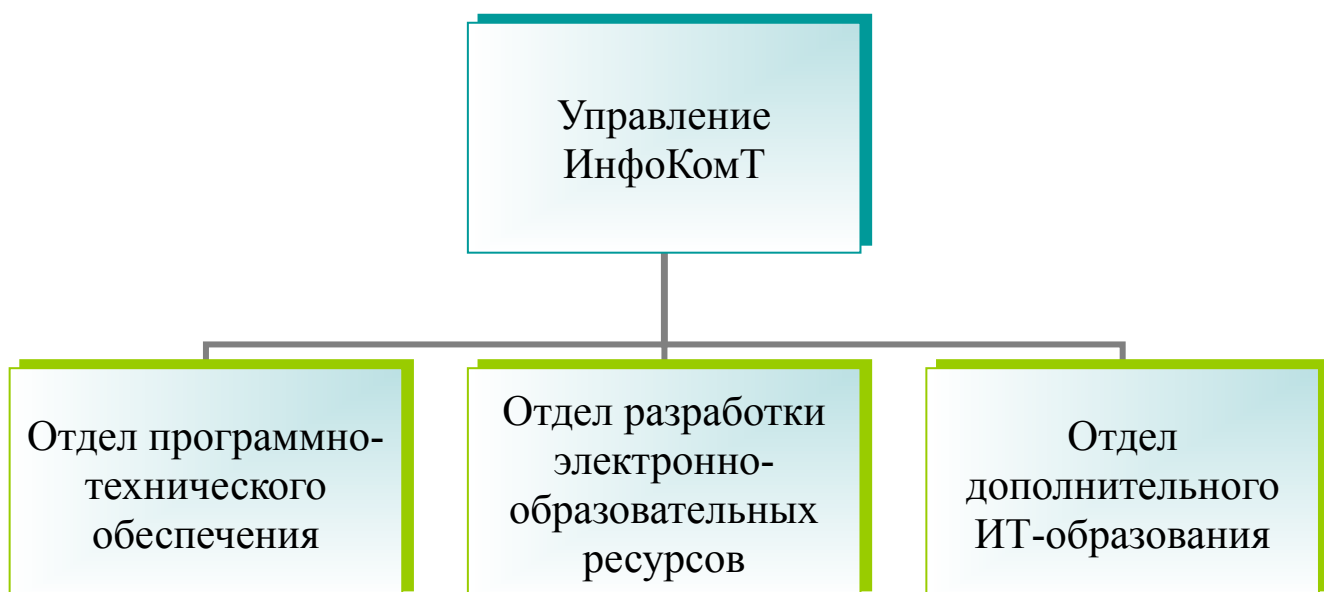 Управление
ИнфоКомТ
Отдел программно-
технического
обеспечения
Отдел разработки
электронно-
образовательных
ресурсов
Отдел
дополнительного
ИТ-образования